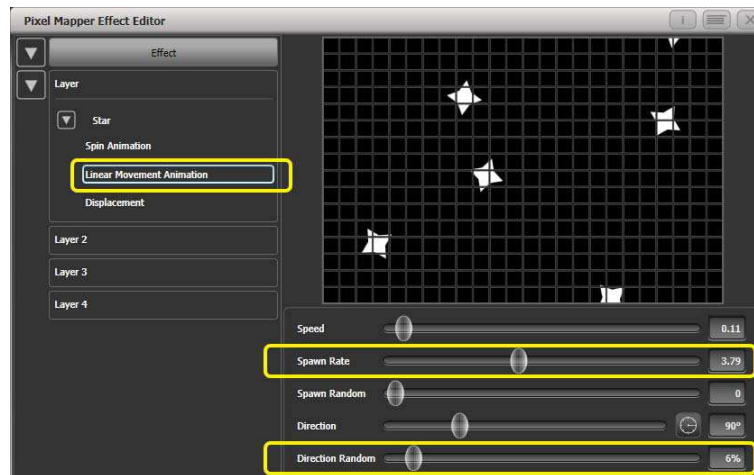 Pixel Mapper Effect Editor
Effect
Layer
Star
Spin Animation
Linear Movement Animation
Displacement
Layer 2
Layer 3
Layer 4
Speed 0.11
Spawn Rate 3.79
Spawn Random 0
Direction 90°
Direction Random 6%